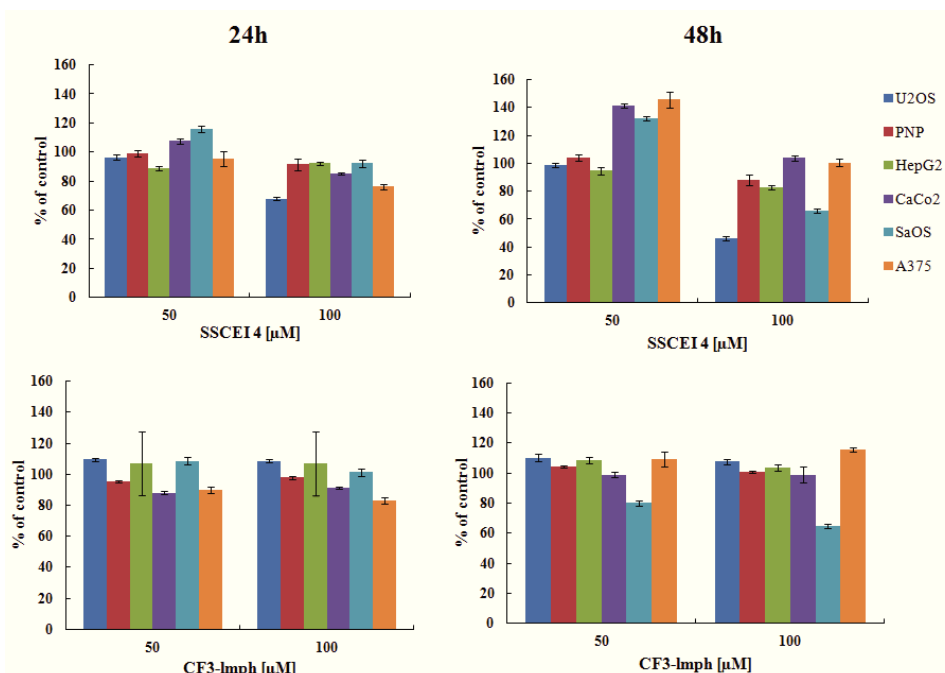 24h
48h
160
140
120
100
80
60
40
20
0
% of control
50
100
SSCEI 4 [µM]
160
140
120
100
80
60
40
20
0
% of control
50
100
SSCEI 4 [µM]
U2OS
PNP
HepG2
CaCo2
SaOS
A375
160
140
120
100
80
60
40
20
0
% of control
50
100
CF3-lmph [µM]
160
140
120
100
80
60
40
20
0
% of control
50
100
CF3-lmph [µM]